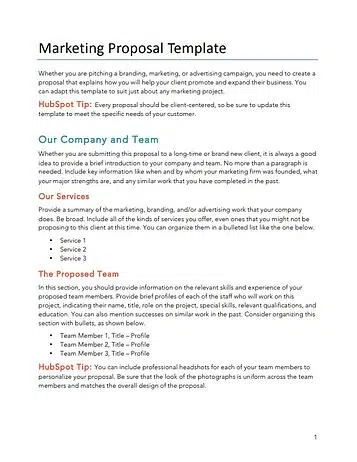 Marketing Proposal Template
Whether you are pitching a branding, marketing, or advertising campaign, you need to create a
proposal that explains how you will help your client promote and expand their business. You
can adapt this template to suit just about any marketing project.
HubSpot Tip: Every proposal should be client-centered, so be sure to update this
template to meet the specific needs of your customer.
Our Company and Team
Whether you are submitting this proposal to a long-time or brand new client, it is always a good
idea to provide a brief introduction to your company and team. No more than a paragraph is
needed. Include key information like when and by whom your marketing firm was founded, what
your major strengths are, and any similar work that you have completed in the past.
Our Services
Provide a summary of the marketing, branding, and/or advertising work that your company
does. Be broad. Include all of the kinds of services you offer, even ones that you might not be
proposing to this client at this time. You can organize them in a bulleted list like the one below.
• Service 1
• Service 2
• Service 3
The Proposed Team
In this section, you should provide information on the relevant skills and experience of your
proposed team members. Provide brief profiles of each of the staff who will work on this
project, indicating their name, title, role on the project, special skills, relevant qualifications, and
education. You can also mention successes on similar work in the past. Consider organizing this
section with bullets, as shown below.
• Team Member 1, Title – Profile
• Team Member 2, Title – Profile
• Team Member 3, Title – Profile
HubSpot Tip: You can include professional headshots for each of your team members to
personalize your proposal. Be sure that the look of the photographs is uniform across the team
members and matches the overall design of the proposal.
1